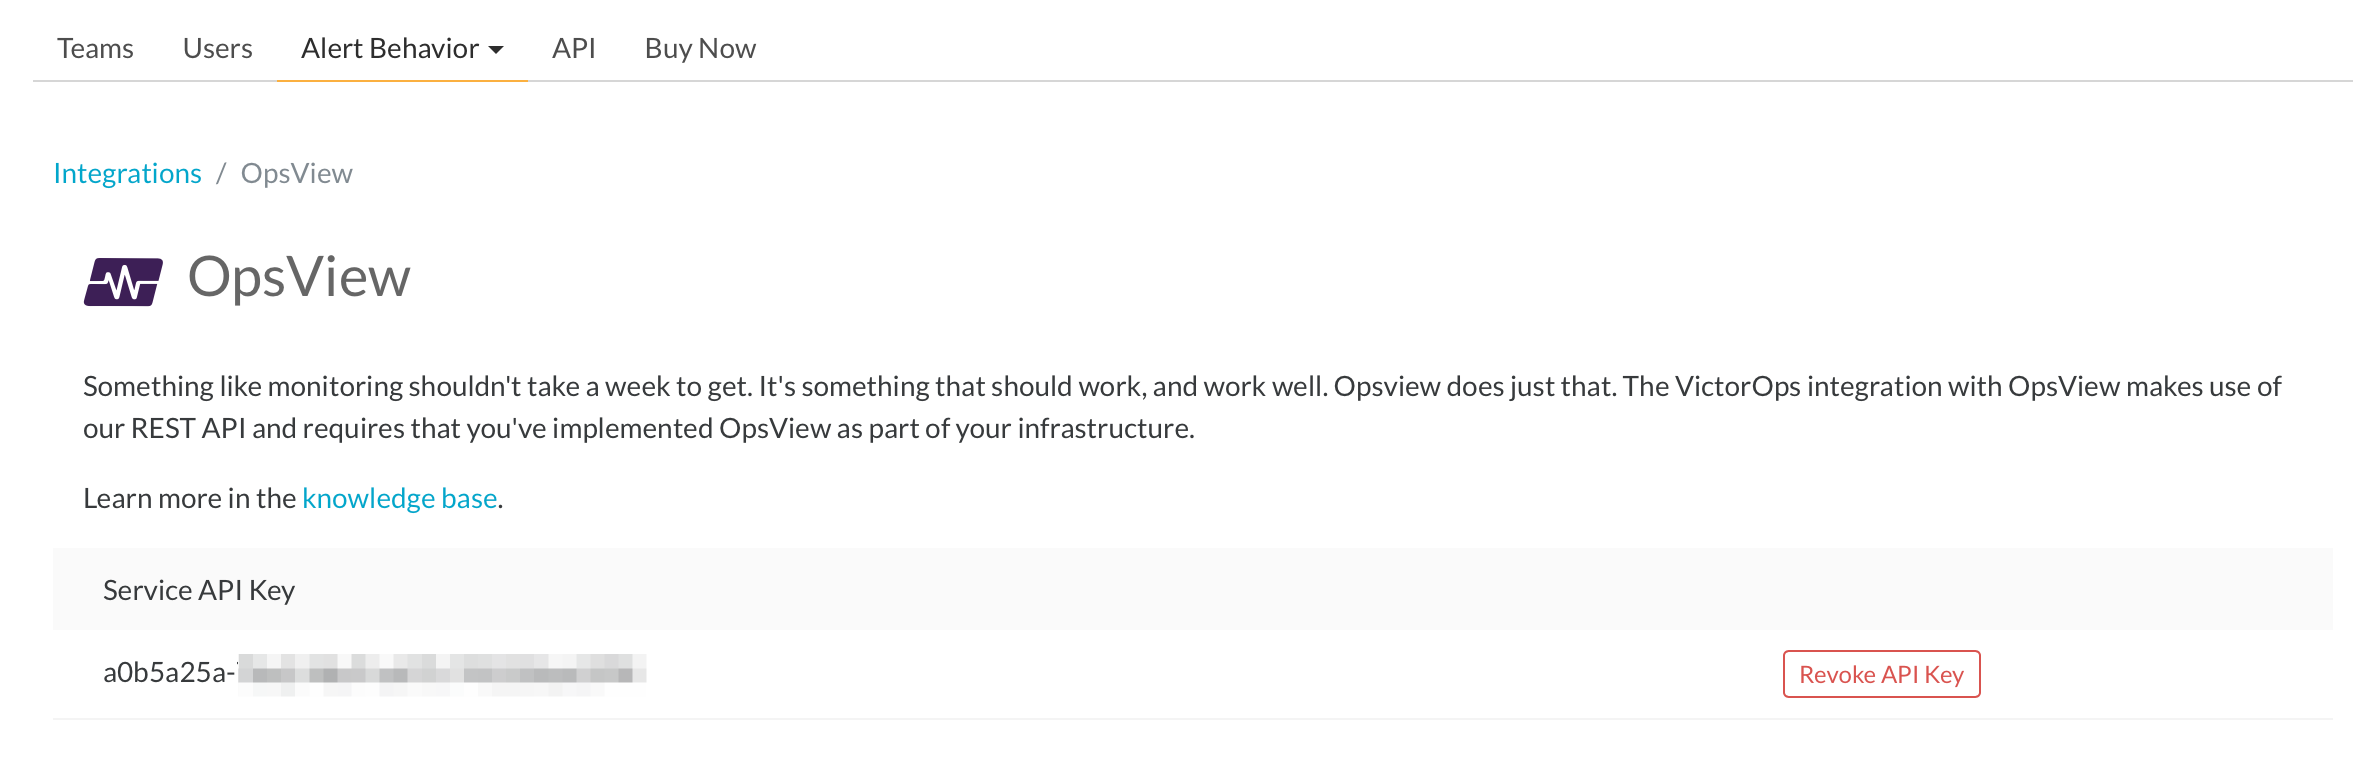 Teams Users Alert Behavior API Buy Now
Integrations / OpsView
OpsView
Something like monitoring shouldn't take a week to get. It's something that should work, and work well. Opsview does just that. The VictorOps integration with OpsView makes use of
our REST API and requires that you've implemented OpsView as part of your infrastructure.
Learn more in the knowledge base.
Service API Key
a0b5a25a-
Revoke API Key